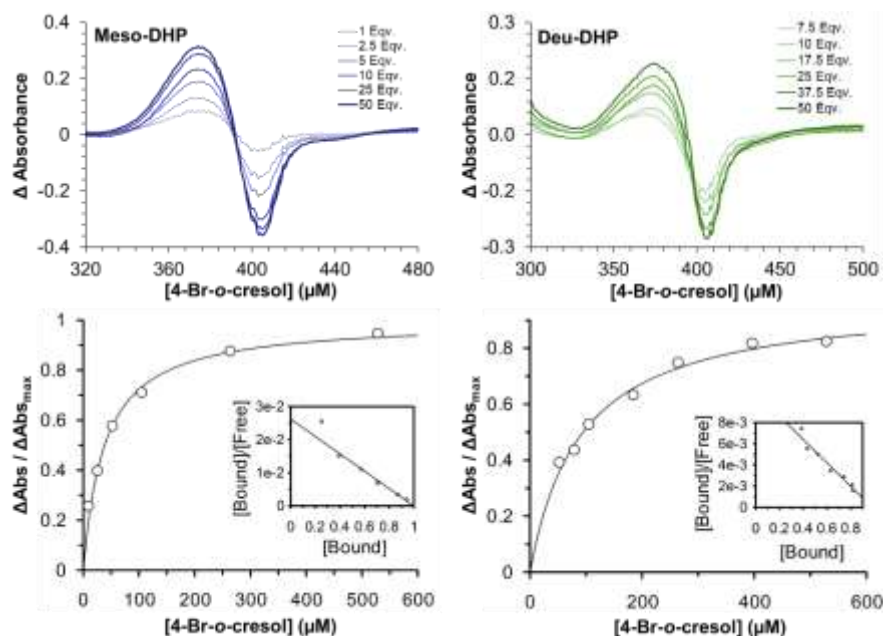 Meso-DHP
1 Eqv.
2.5 Eqv.
5 Eqv.
10 Eqv.
25 Eqv.
50 Eqv.
Δ Absorbance
0.4
0.2
0
-0.2
-0.4
320
400
480
[4-Br-o-cresol] (μM)
Deu-DHP
7.5 Eqv.
10 Eqv.
17.5 Eqv.
25 Eqv.
37.5 Eqv.
50 Eqv.
Δ Absorbance
0.3
0.2
0.0
-0.2
-0.3
300
350
400
450
500
[4-Br-o-cresol] (μM)
ΔAbs / ΔAbsmax
1
0.8
0.6
0.4
0.2
0
0
100
200
300
400
500
600
[4-Br-o-cresol] (μM)
[Bound]/[Free]
3e-2
2e-2
1e-2
0
0
0.2
0.4
0.6
0.8
1
[Bound]
ΔAbs / ΔAbsmax
0.8
0.6
0.4
0.2
0
0
100
200
300
400
500
600
[4-Br-o-cresol] (μM)
[Bound]/[Free]
8e-3
6e-3
4e-3
2e-3
0
0.2
0.4
0.6
0.8
[Bound]